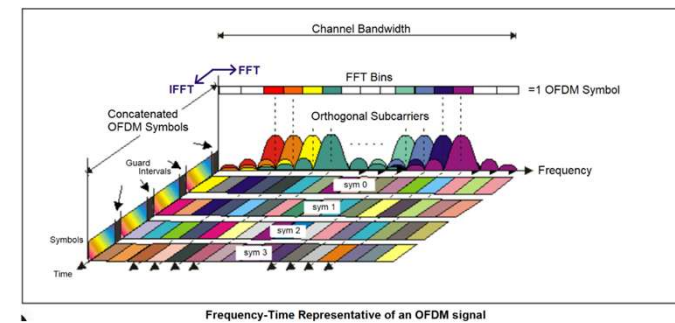 Channel Bandwidth
IFFT
FFT
FFT Bins
=1 OFDM Symbol
Concatenated
OFDM Symbols
Orthogonal Subcarriers
Guard
Intervals
Frequency
sym 0
sym 1
sym 2
sym 3
Symbols
Time
Frequency-Time Representative of an OFDM signal